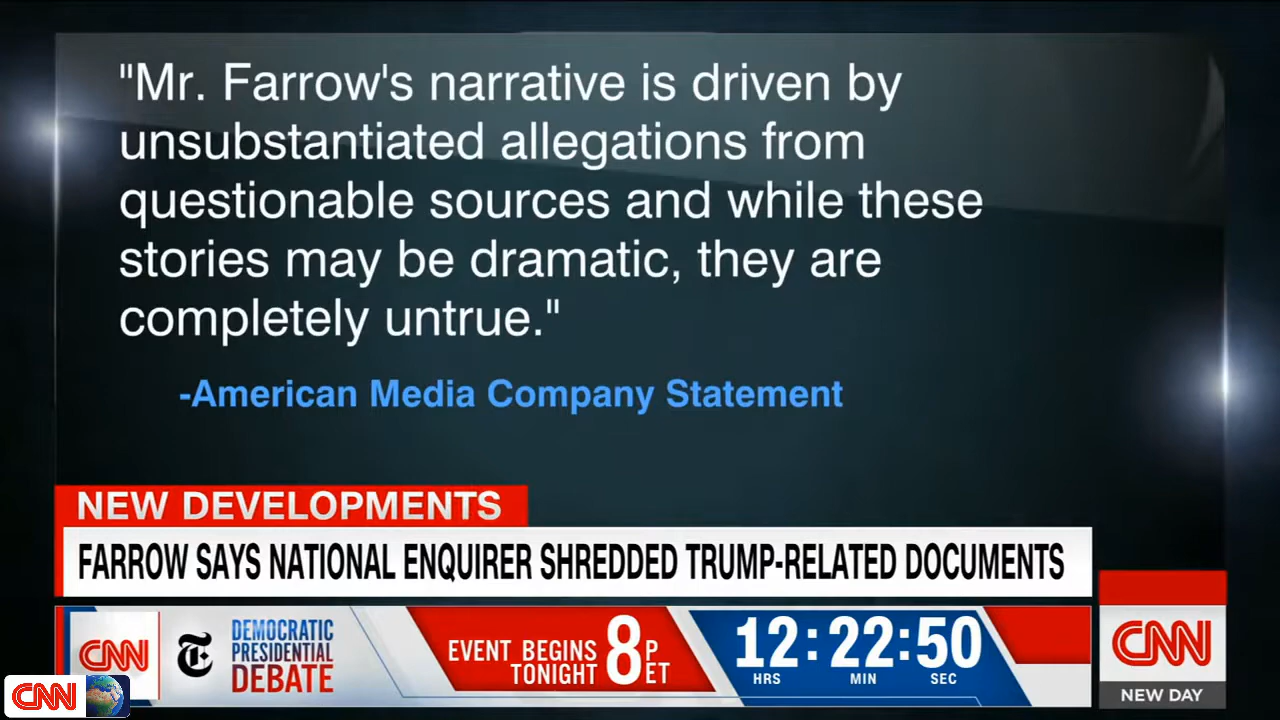 "Mr. Farrow's narrative is driven by
unsubstantiated allegations from
questionable sources and while these
stories may be dramatic, they are
completely untrue."
-American Media Company Statement
NEW DEVELOPMENTS
FARROW SAYS NATIONAL ENQUIRER SHREDDED TRUMP-RELATED DOCUMENTS
CNN
T
DEMOCRATIC
PRESIDENTIAL
DEBATE
EVENT BEGINS
TONIGHT
8 P
ET
12:22:50
HRS MIN SEC
CNN
NEW DAY
CNN